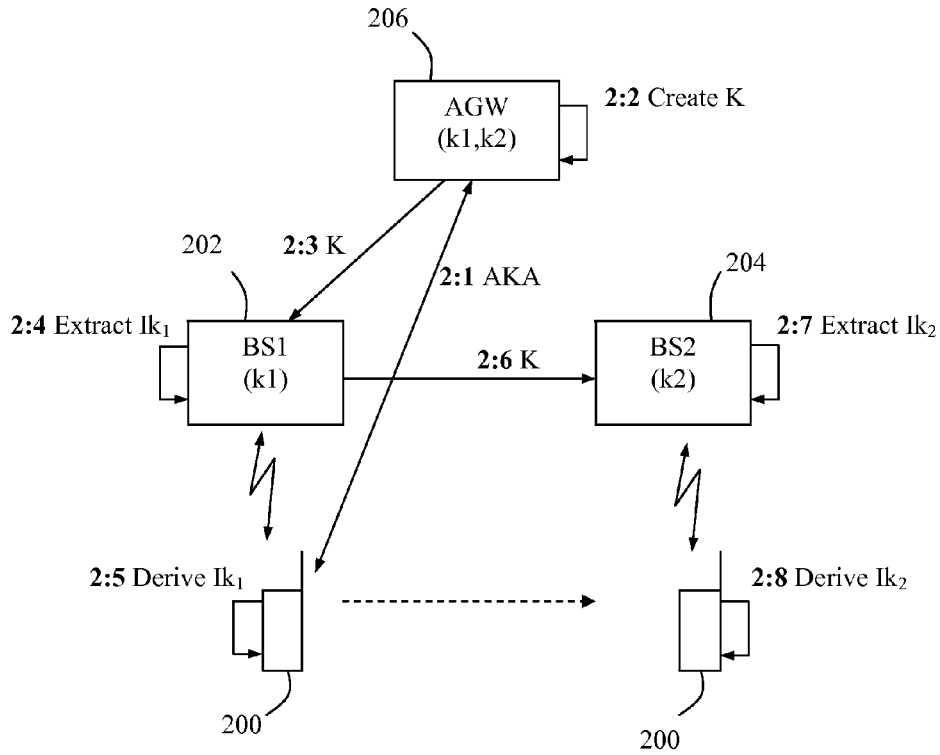 206
AGW
(k1,k2)
2:2 Create K
202
2:3 K
2:1 AKA
204
2:4 Extract Ik₁
BS1
(k1)
2:6 K
BS2
(k2)
2:7 Extract Ik₂
2:5 Derive Ik₁
2:8 Derive Ik₂
200
200